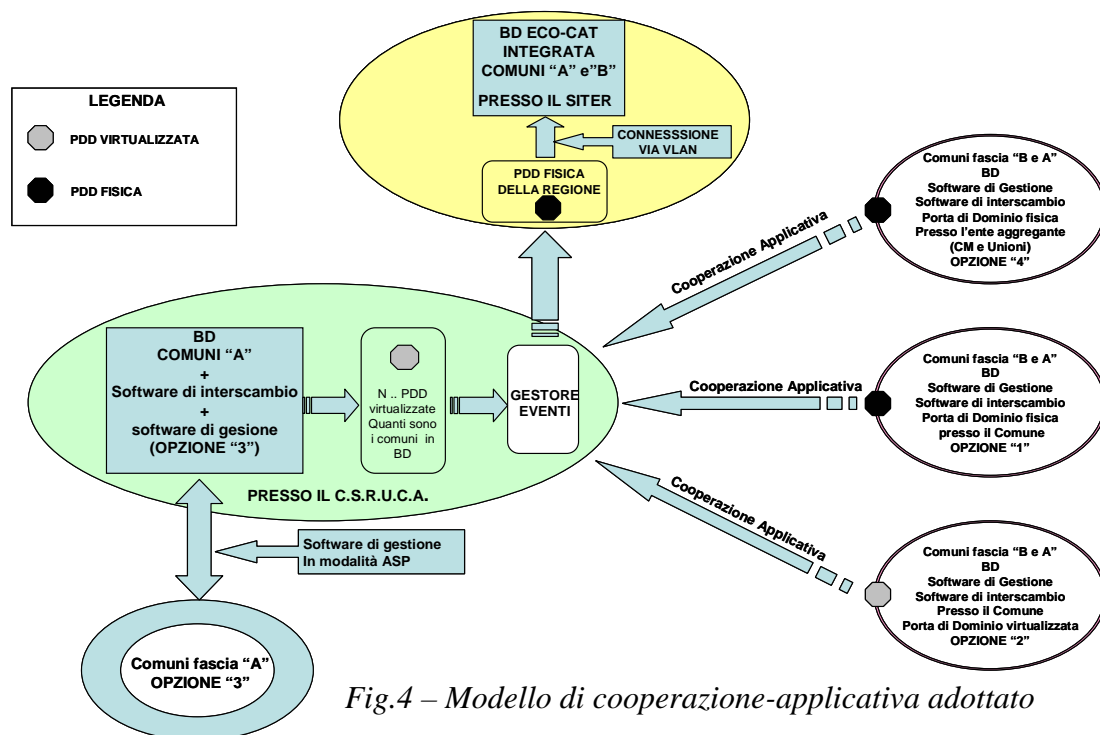 BD ECO-CAT
INTEGRATA
COMUNI “A” e”B”
PRESSO IL SITER
LEGENDA
PDD VIRTUALIZZATA
PDD FISICA
CONNESSSIONE
VIA VLAN
PDD FISICA
DELLA REGIONE
Comuni fascia “B e A”
BD
Software di Gestione
Software di interscambio
Porta di Dominio fisica
Presso l’ente aggregante
(CM e Unioni)
OPZIONE “4”
Cooperazione Applicativa
BD
COMUNI “A”
+
Software di interscambio
+
software di gesione
(OPZIONE “3”)
N .. PDD
virtualizzate
Quanti sono
i comuni in
BD
GESTORE
EVENTI
Cooperazione Applicativa
Comuni fascia “B e A”
BD
Software di Gestione
Software di interscambio
Porta di Dominio fisica
presso il Comune
OPZIONE “1”
PRESSO IL C.S.R.U.C.A.
Cooperazione Applicativa
Software di gestione
In modalità ASP
Comuni fascia “B e A”
BD
Software di Gestione
Software di interscambio
Presso il Comune
Porta di Dominio virtualizzata
OPZIONE “2”
Comuni fascia “A”
OPZIONE “3”
Fig.4 – Modello di cooperazione-applicativa adottato